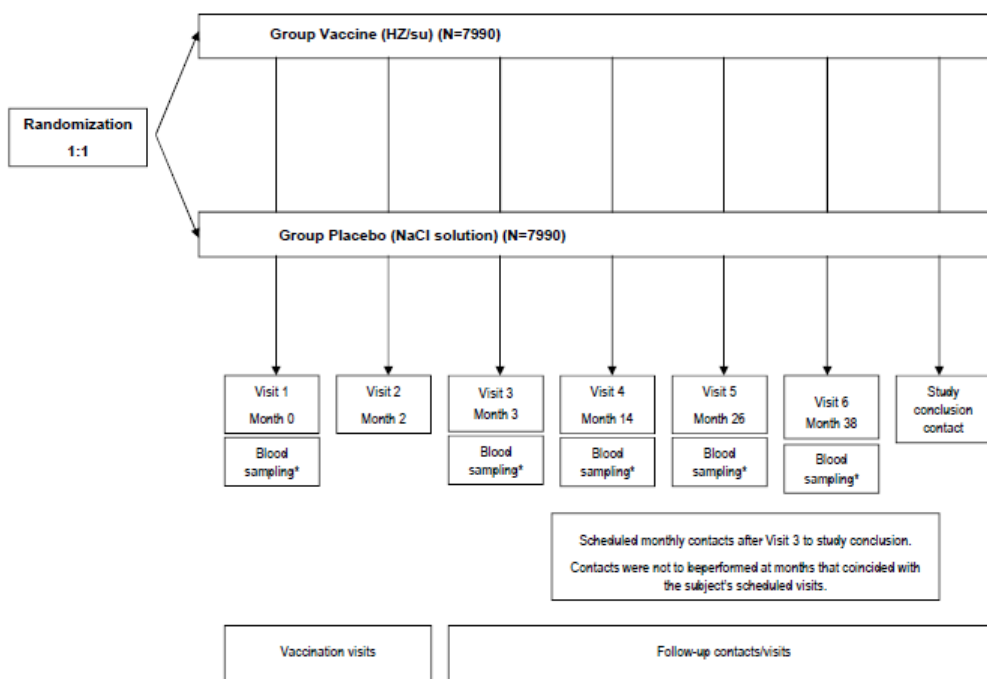 Group Vaccine (HZ/su) (N=7990)
Randomization
1:1
Group Placebo (NaCl solution) (N=7990)
Visit 1
Month 0
Blood
sampling*
Visit 2
Month 2
Visit 3
Month 3
Blood
sampling*
Visit 4
Month 14
Blood
sampling*
Visit 5
Month 26
Blood
sampling*
Visit 6
Month 38
Blood
sampling*
Study
conclusion
contact
Scheduled monthly contacts after Visit 3 to study conclusion.
Contacts were not to beperformed at months that coincided with
the subject's scheduled visits.
Vaccination visits
Follow-up contacts/visits